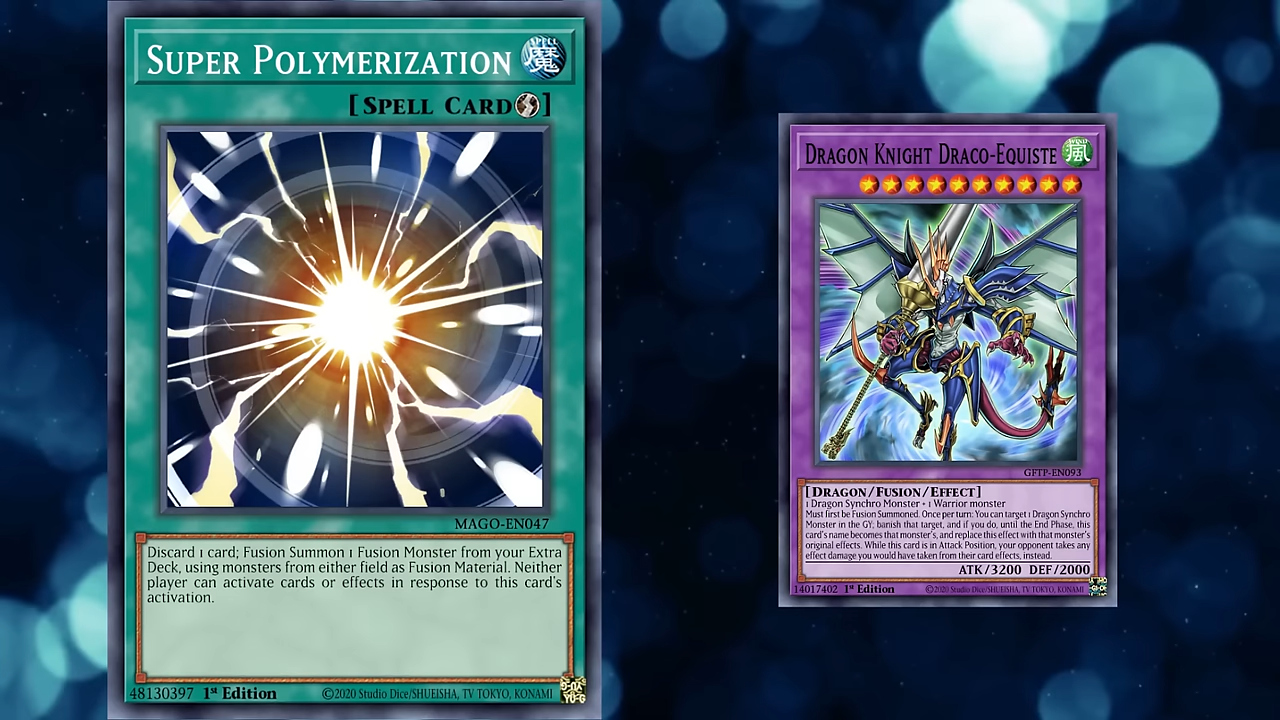 SUPER POLYMERIZATION
SPELL
魔
[SPELL CARD]
MAGO-EN047
Discard 1 card; Fusion Summon 1 Fusion Monster from your Extra
Deck, using monsters from either field as Fusion Material. Neither
player can activate cards or effects in response to this card's
activation.
48130397 1st Edition ©2020 Studio Dice/SHUEISHA, TV TOKYO, KONAMI
DRAGON KNIGHT DRACO-EQUISTE
WIND
風
GFTP-EN093
[DRAGON/FUSION/EFFECT]
1 Dragon Synchro Monster + 1 Warrior monster
Must first be Fusion Summoned. Once per turn: You can target 1 Dragon Synchro
Monster in the GY; banish that target, and if you do, until the End Phase, this
card's name becomes that monster's, and replace this effect with that monster's
original effects. While this card is in Attack Position, your opponent takes any
effect damage you would have taken from their card effects, instead.
ATK/3200 DEF/2000
14017402 1st Edition ©2020 Studio Dice/SHUEISHA, TV TOKYO, KONAMI